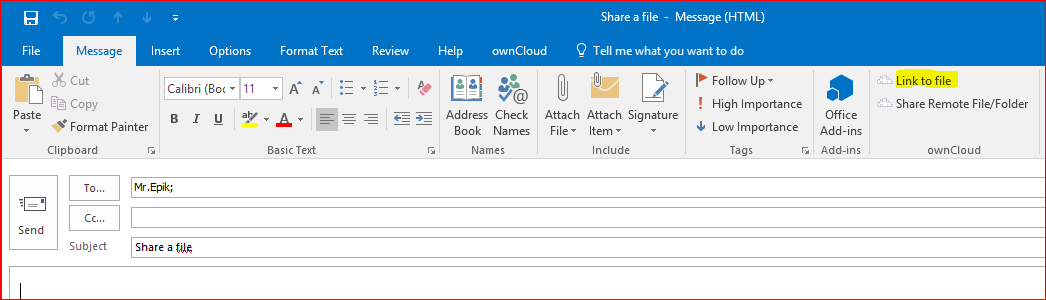 Share a file - Message (HTML)
File Message Insert Options Format Text Review Help ownCloud Tell me what you want to do
Cut
Copy
Paste
Format Painter
Clipboard
Calibri (Boc 11
B I U
Basic Text
Address Book
Check Names
Names
Attach File
Attach Item
Signature
Include
Follow Up
High Importance
Low Importance
Tags
Office Add-ins
Add-ins
Link to file
Share Remote File/Folder
ownCloud
Send
To... Mr.Epik;
Cc...
Subject Share a file